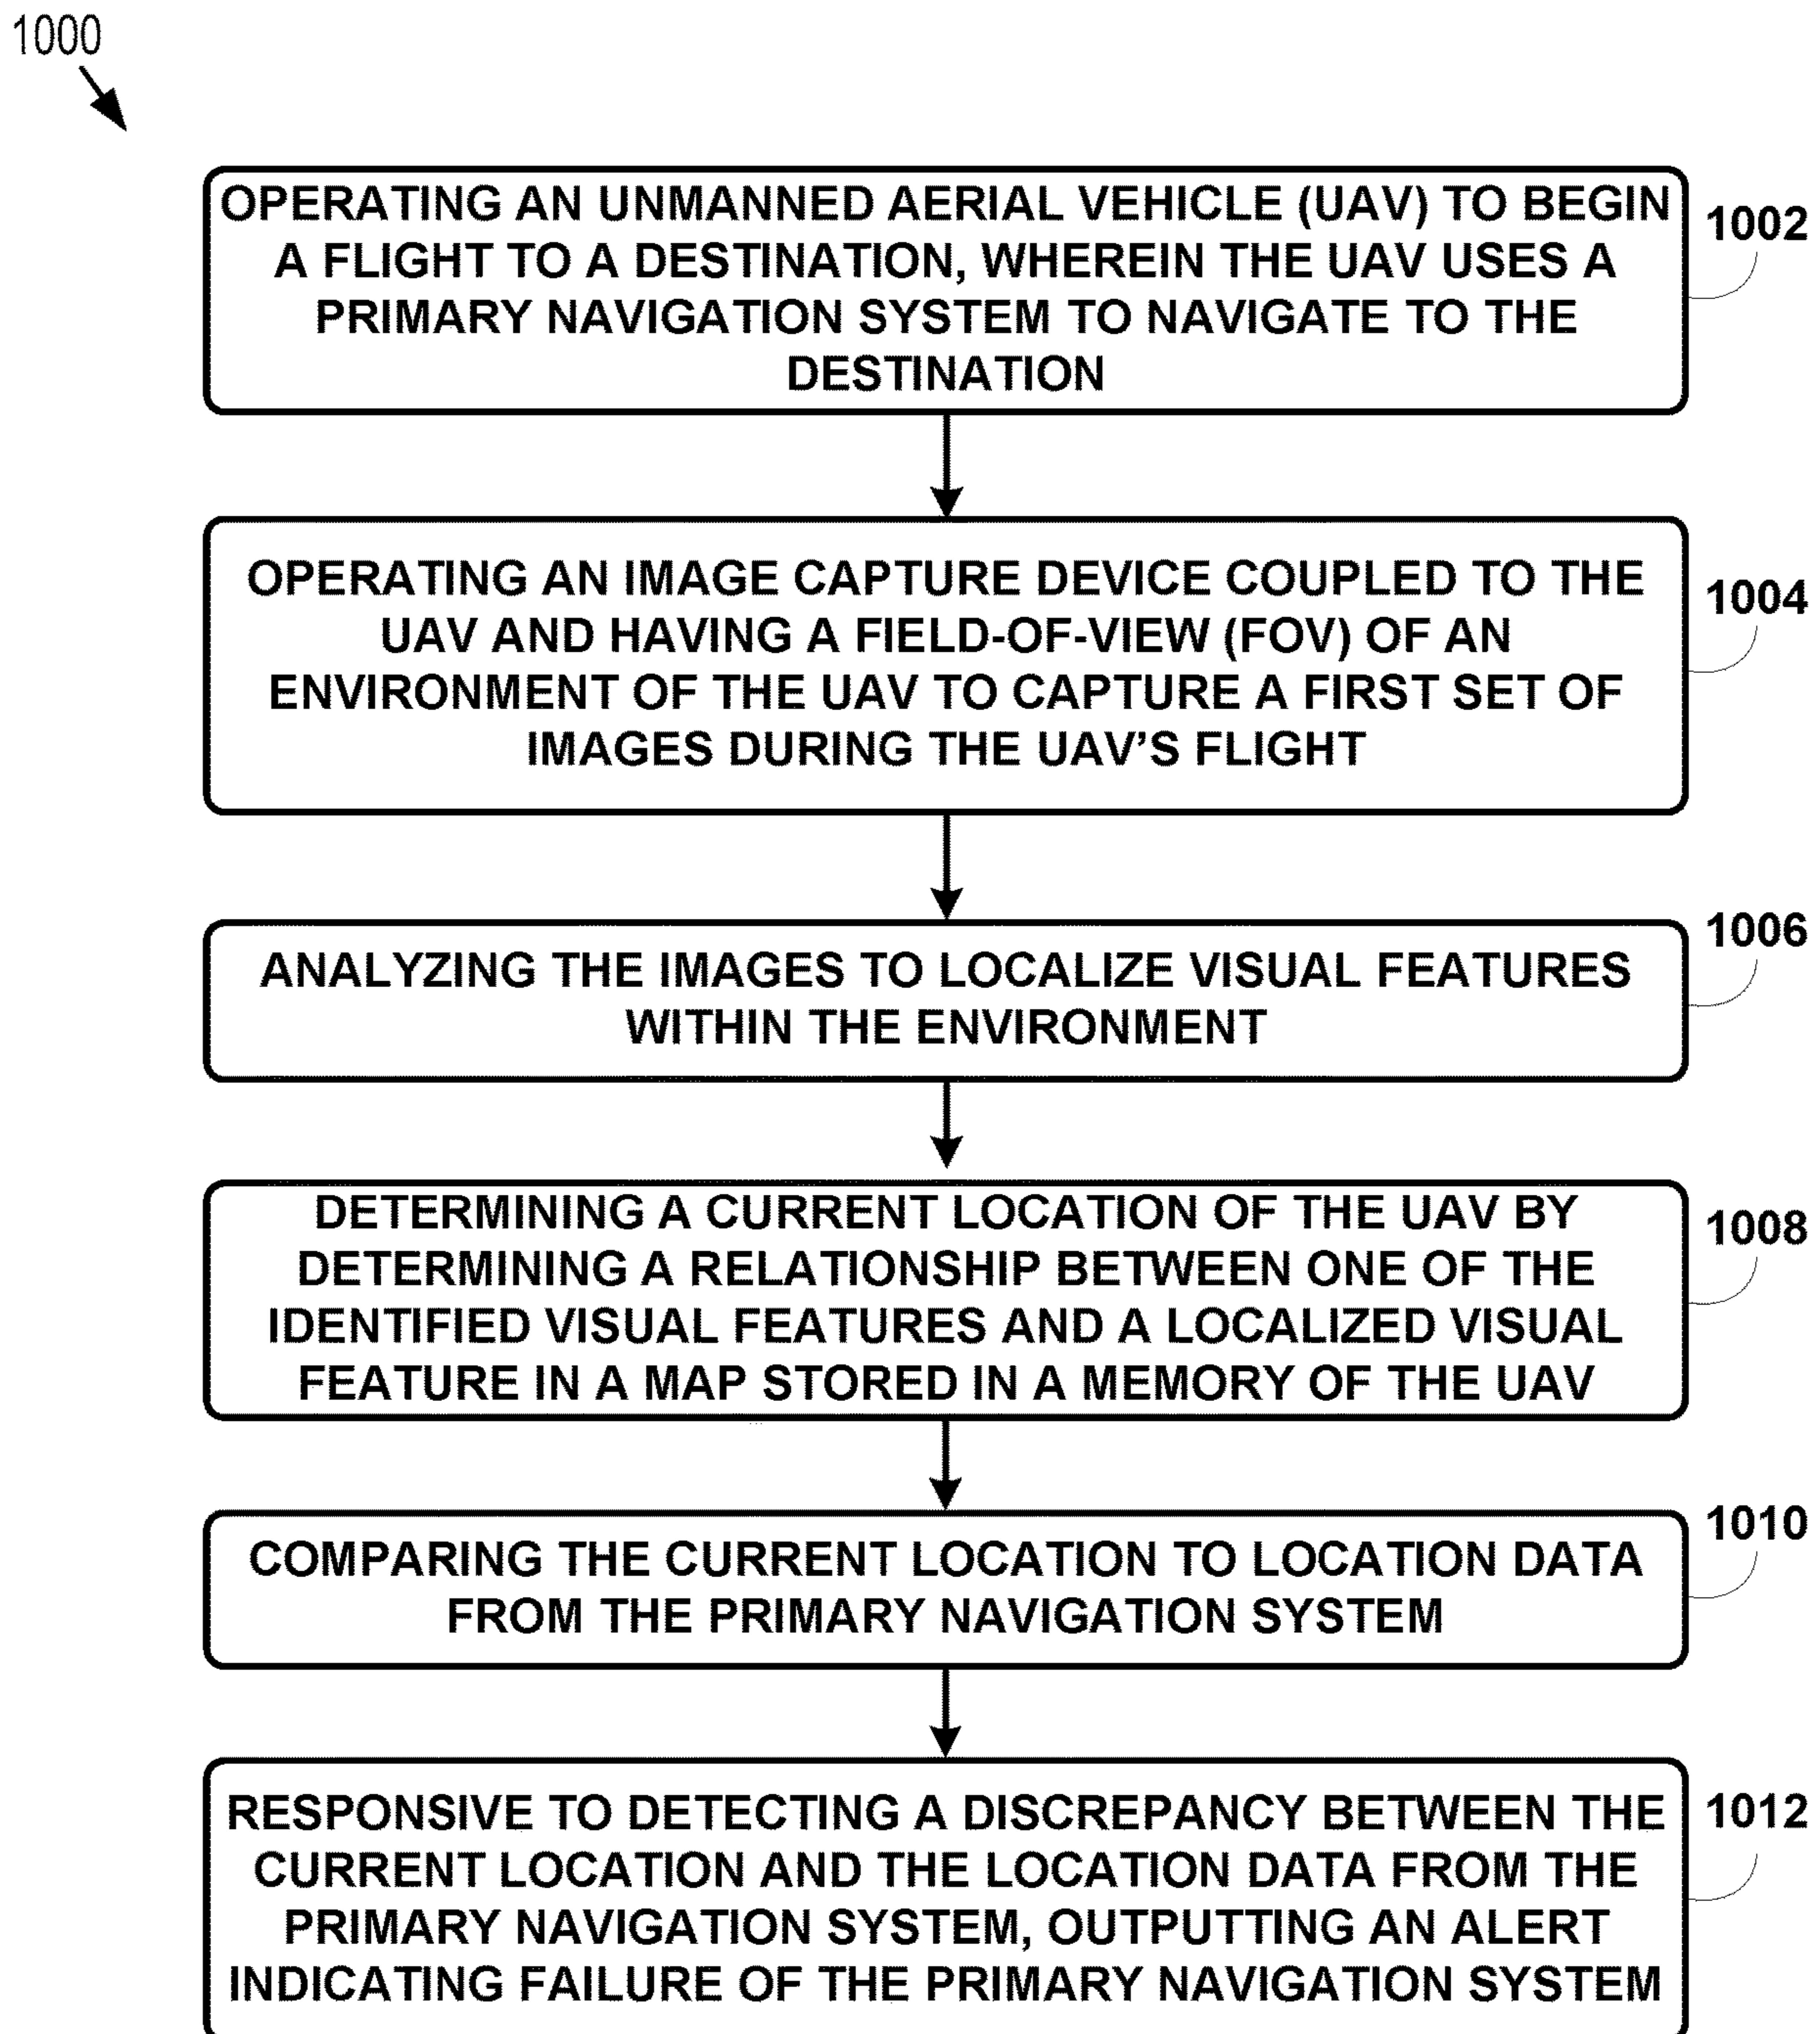 1000
OPERATING AN UNMANNED AERIAL VEHICLE (UAV) TO BEGIN
A FLIGHT TO A DESTINATION, WHEREIN THE UAV USES A
PRIMARY NAVIGATION SYSTEM TO NAVIGATE TO THE
DESTINATION
1002
OPERATING AN IMAGE CAPTURE DEVICE COUPLED TO THE
UAV AND HAVING A FIELD-OF-VIEW (FOV) OF AN
ENVIRONMENT OF THE UAV TO CAPTURE A FIRST SET OF
IMAGES DURING THE UAV’S FLIGHT
1004
ANALYZING THE IMAGES TO LOCALIZE VISUAL FEATURES
WITHIN THE ENVIRONMENT
1006
DETERMINING A CURRENT LOCATION OF THE UAV BY
DETERMINING A RELATIONSHIP BETWEEN ONE OF THE
IDENTIFIED VISUAL FEATURES AND A LOCALIZED VISUAL
FEATURE IN A MAP STORED IN A MEMORY OF THE UAV
1008
COMPARING THE CURRENT LOCATION TO LOCATION DATA
FROM THE PRIMARY NAVIGATION SYSTEM
1010
RESPONSIVE TO DETECTING A DISCREPANCY BETWEEN THE
CURRENT LOCATION AND THE LOCATION DATA FROM THE
PRIMARY NAVIGATION SYSTEM, OUTPUTTING AN ALERT
INDICATING FAILURE OF THE PRIMARY NAVIGATION SYSTEM
1012